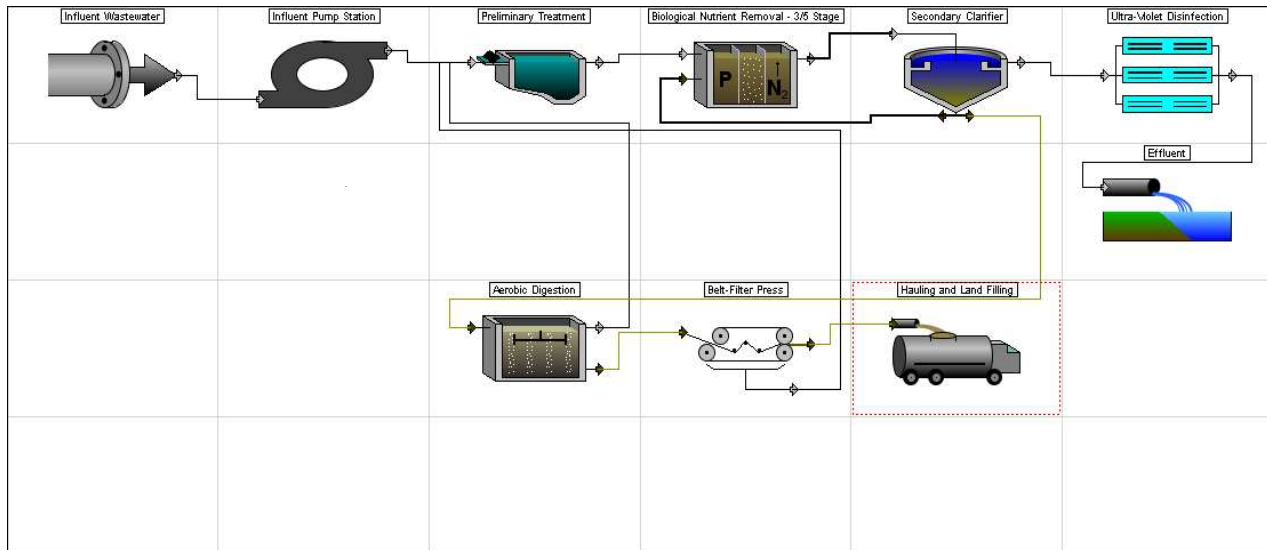 Influent Wastewater
Influent Pump Station
Preliminary Treatment
Biological Nutrient Removal - 3/5 Stage
Secondary Clarifier
Ultra-Violet Disinfection
P
N2
Effluent
Aerobic Digestion
Belt-Filter Press
Hauling and Land Filling